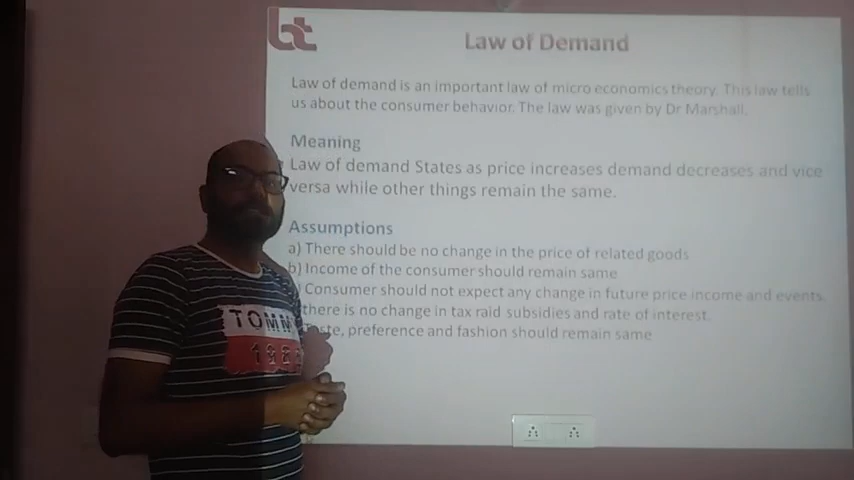 bt
Law of Demand
Law of demand is an important law of micro economics theory. This law tells
us about the consumer behavior. The law was given by Dr Marshall.
Meaning
Law of demand States as price increases demand decreases and vice
versa while other things remain the same.
Assumptions
a) There should be no change in the price of related goods
b) Income of the consumer should remain same
) Consumer should not expect any change in future price income and events.
there is no change in tax raid subsidies and rate of interest.
Taste, preference and fashion should remain same
TOMM
198